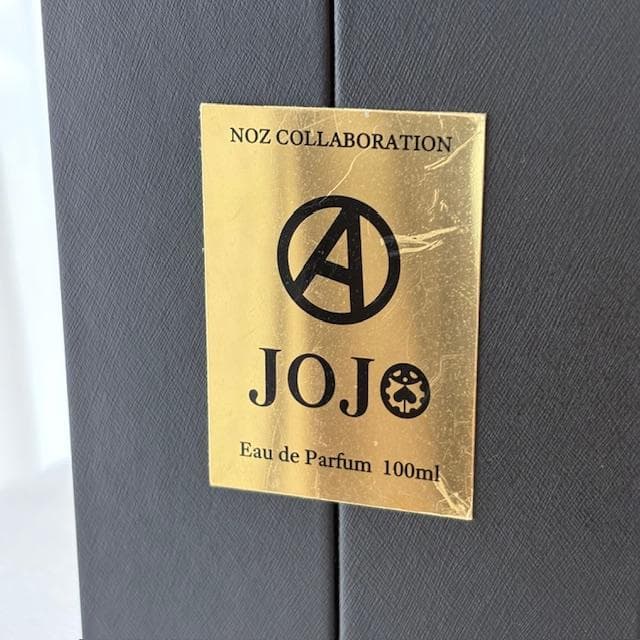 NOZ COLLABORATION
A
JOJO
Eau de Parfum 100ml